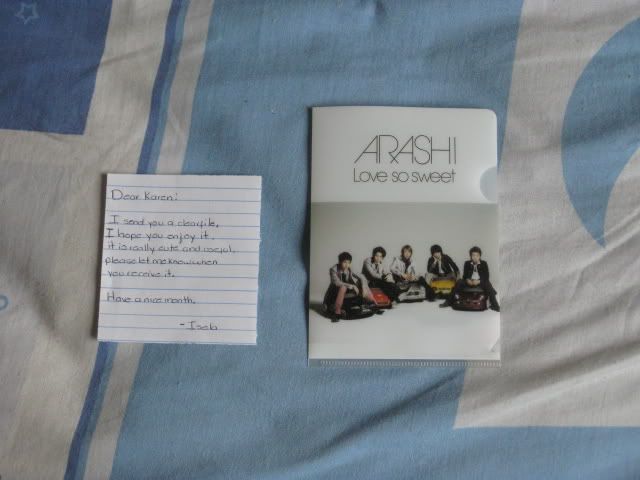 Dear Karen:
I send you a clearfile,
I hope you enjoy it.
it is really cute and useful.
please let me know when
you receive it.
Have a nice month.
- Isela
ARASHI
Love so sweet